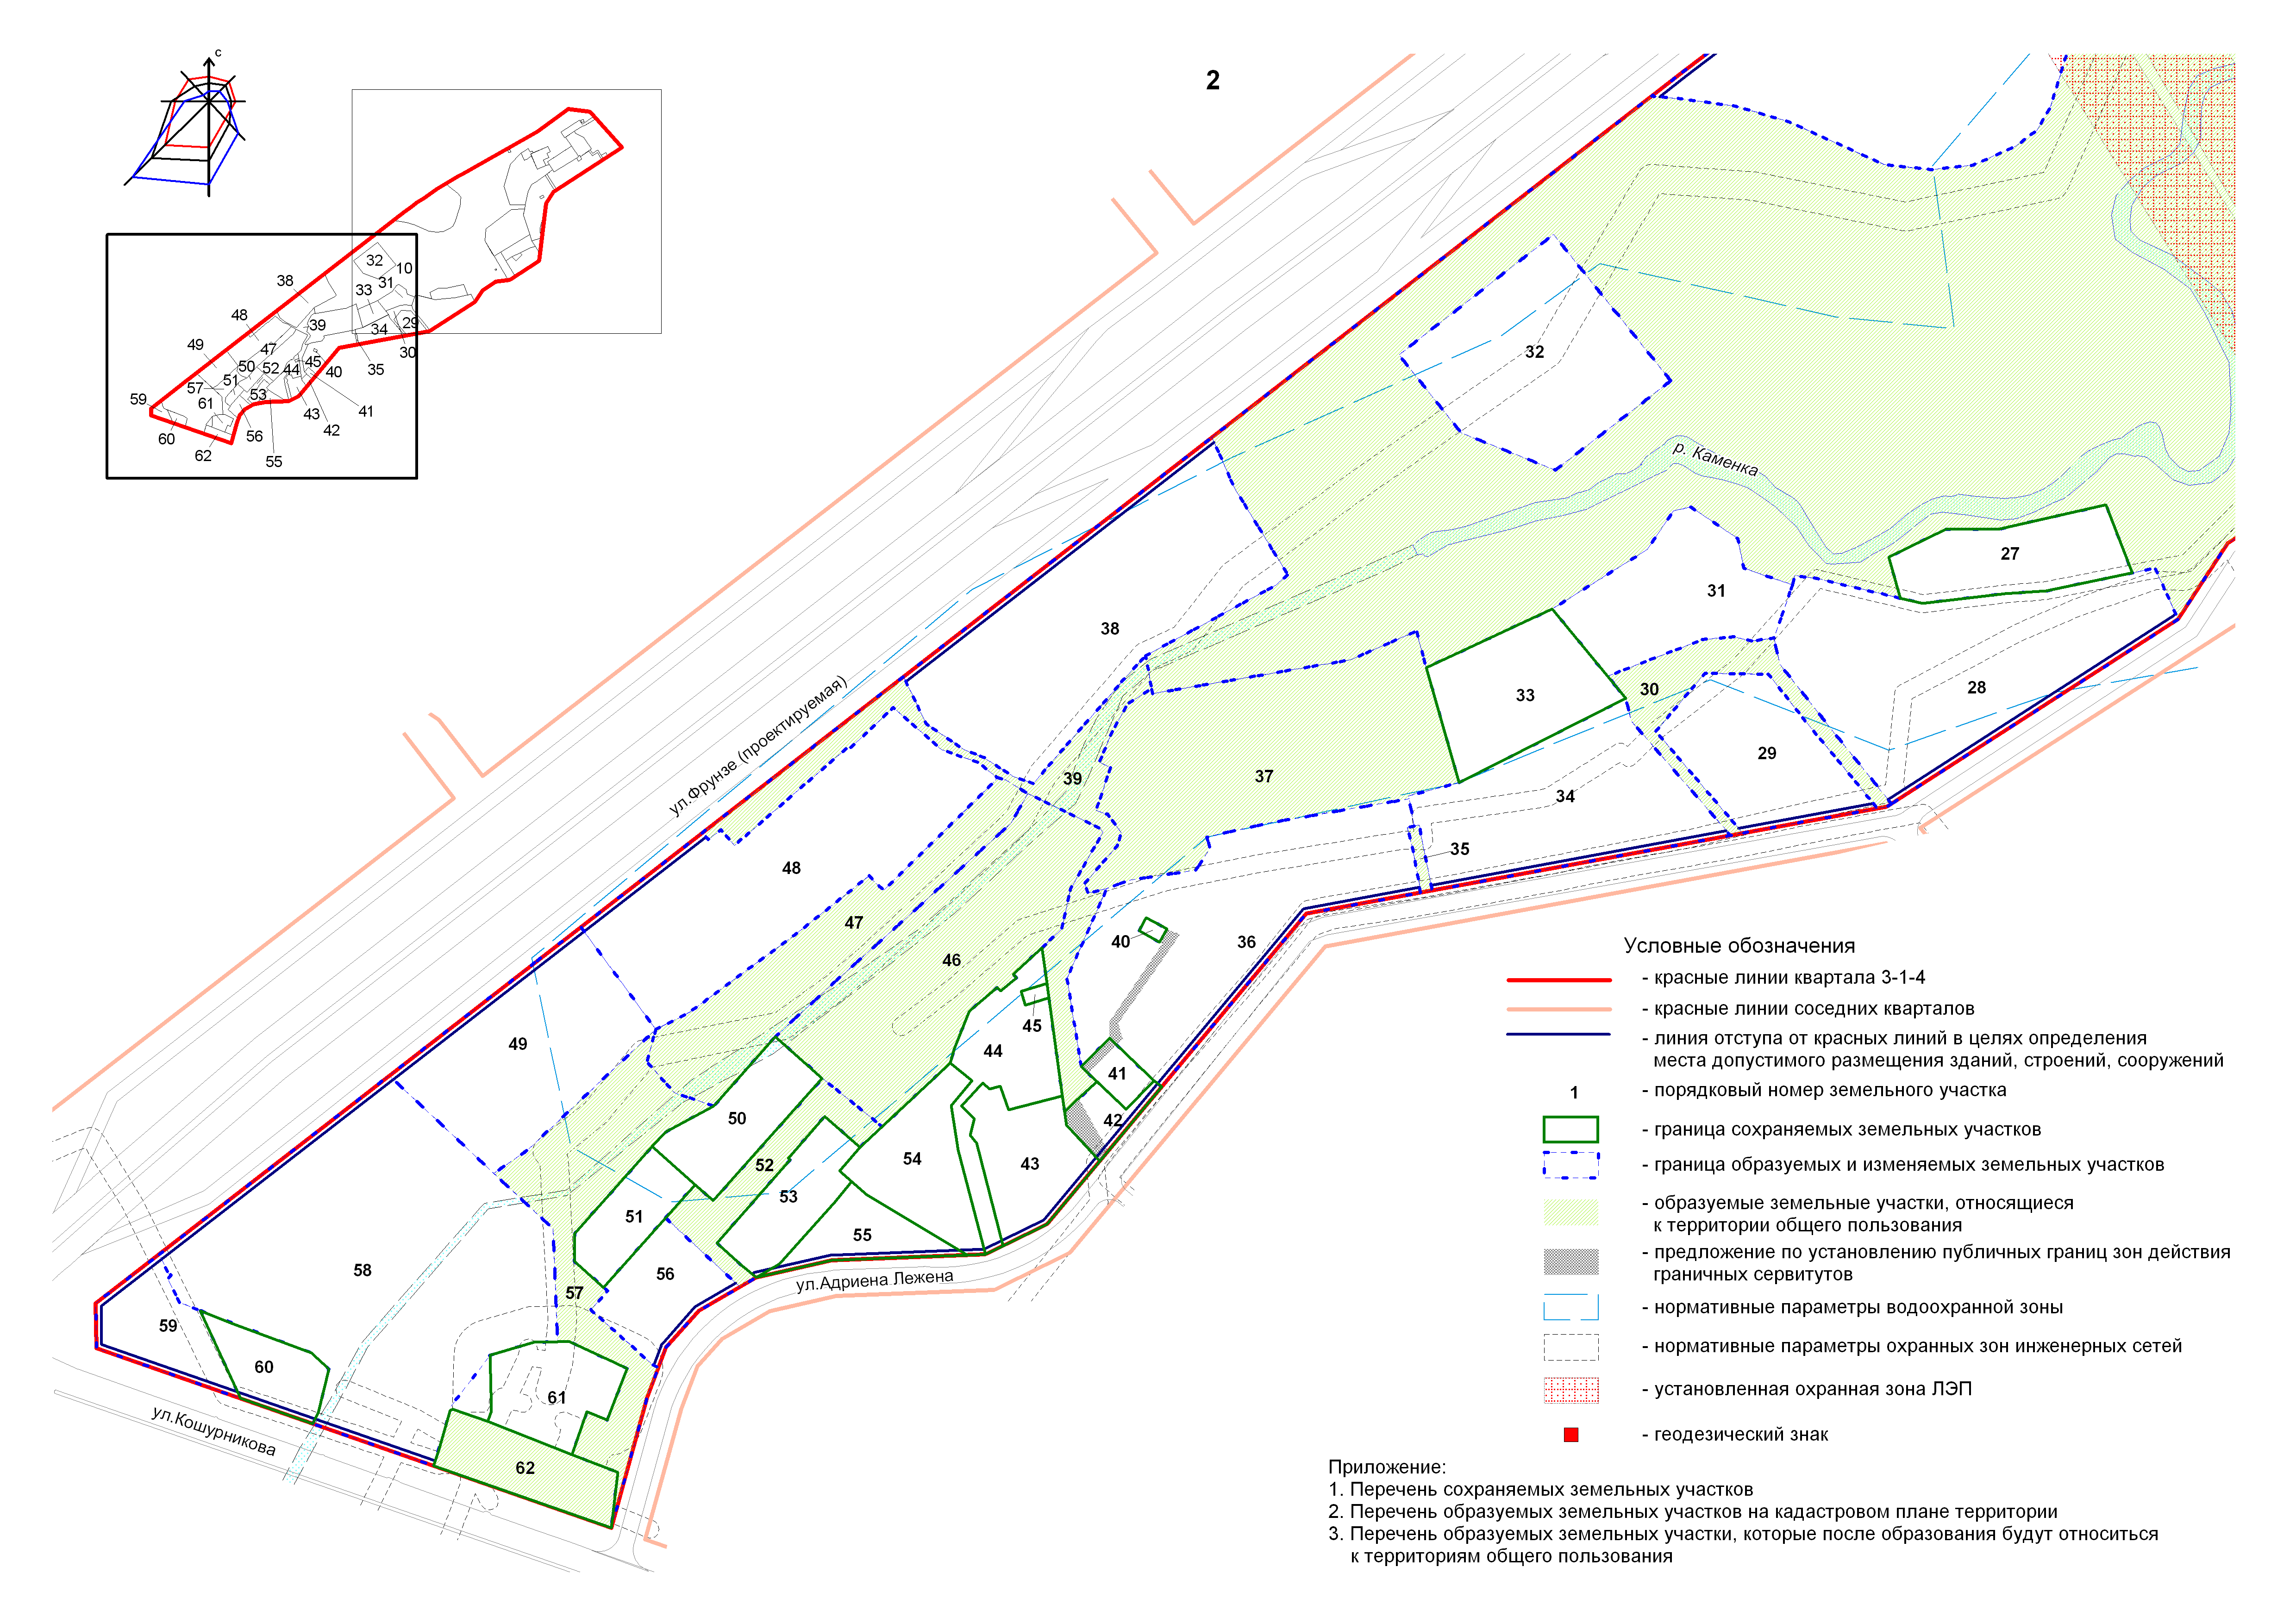 с
2
32
10
38
31
33
48
39
29
34
49
47
30
45
50
52
44
40
35
51
57
53
59
61
43
41
42
60
56
62
55
32
р. Каменка
27
31
38
30
28
33
ул.Фрунзе (проектируемая)
29
37
39
34
35
48
47
40
36
46
45
49
44
41
50
42
54
43
52
53
51
55
56
58
ул.Адриена Лежена
57
59
60
61
ул.Кошурникова
62
Условные обозначения
- красные линии квартала 3-1-4
- красные линии соседних кварталов
- линия отступа от красных линий в целях определения
места допустимого размещения зданий, строений, сооружений
1 - порядковый номер земельного участка
- граница сохраняемых земельных участков
- граница образуемых и изменяемых земельных участков
- образуемые земельные участки, относящиеся
к территории общего пользования
- предложение по установлению публичных границ зон действия
граничных сервитутов
- нормативные параметры водоохранной зоны
- нормативные параметры охранных зон инженерных сетей
- установленная охранная зона ЛЭП
- геодезический знак
Приложение:
1. Перечень сохраняемых земельных участков
2. Перечень образуемых земельных участков на кадастровом плане территории
3. Перечень образуемых земельных участки, которые после образования будут относиться
к территориям общего пользования